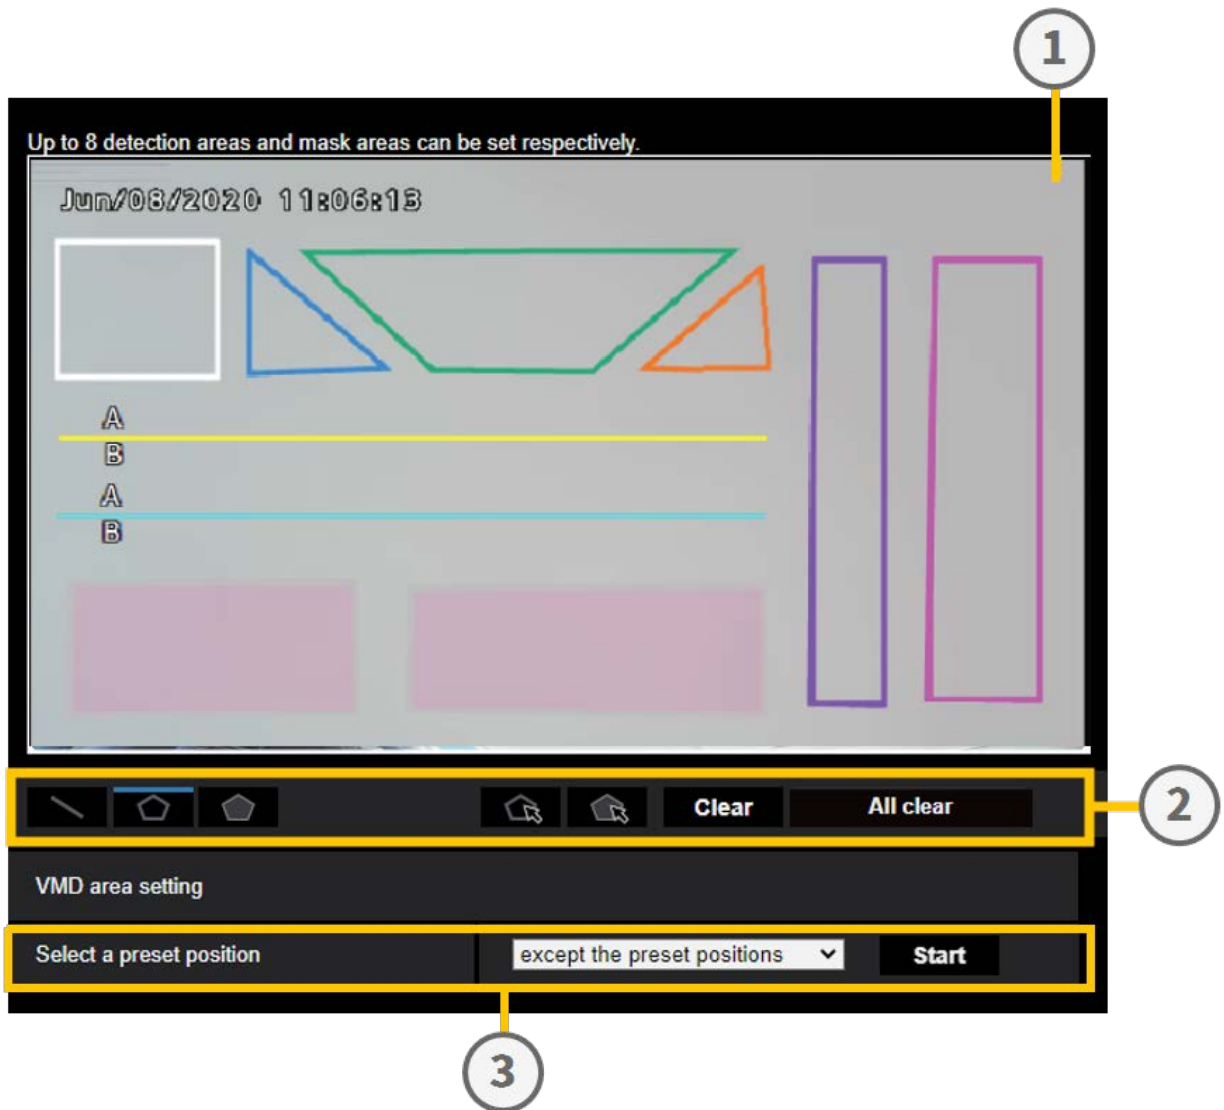 1
Up to 8 detection areas and mask areas can be set respectively.
Jun/08/2020 11:06:13
A
B
A
B
Clear All clear
2
VMD area setting
Select a preset position except the preset positions Start
3